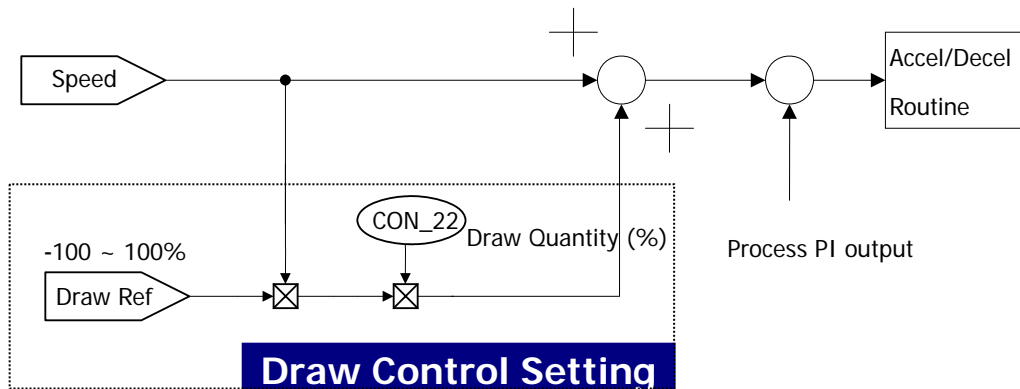 Speed
Accel/Decel
Routine
CON_22
Draw Quantity (%)
-100 ~ 100%
Process PI output
Draw Ref
Draw Control Setting